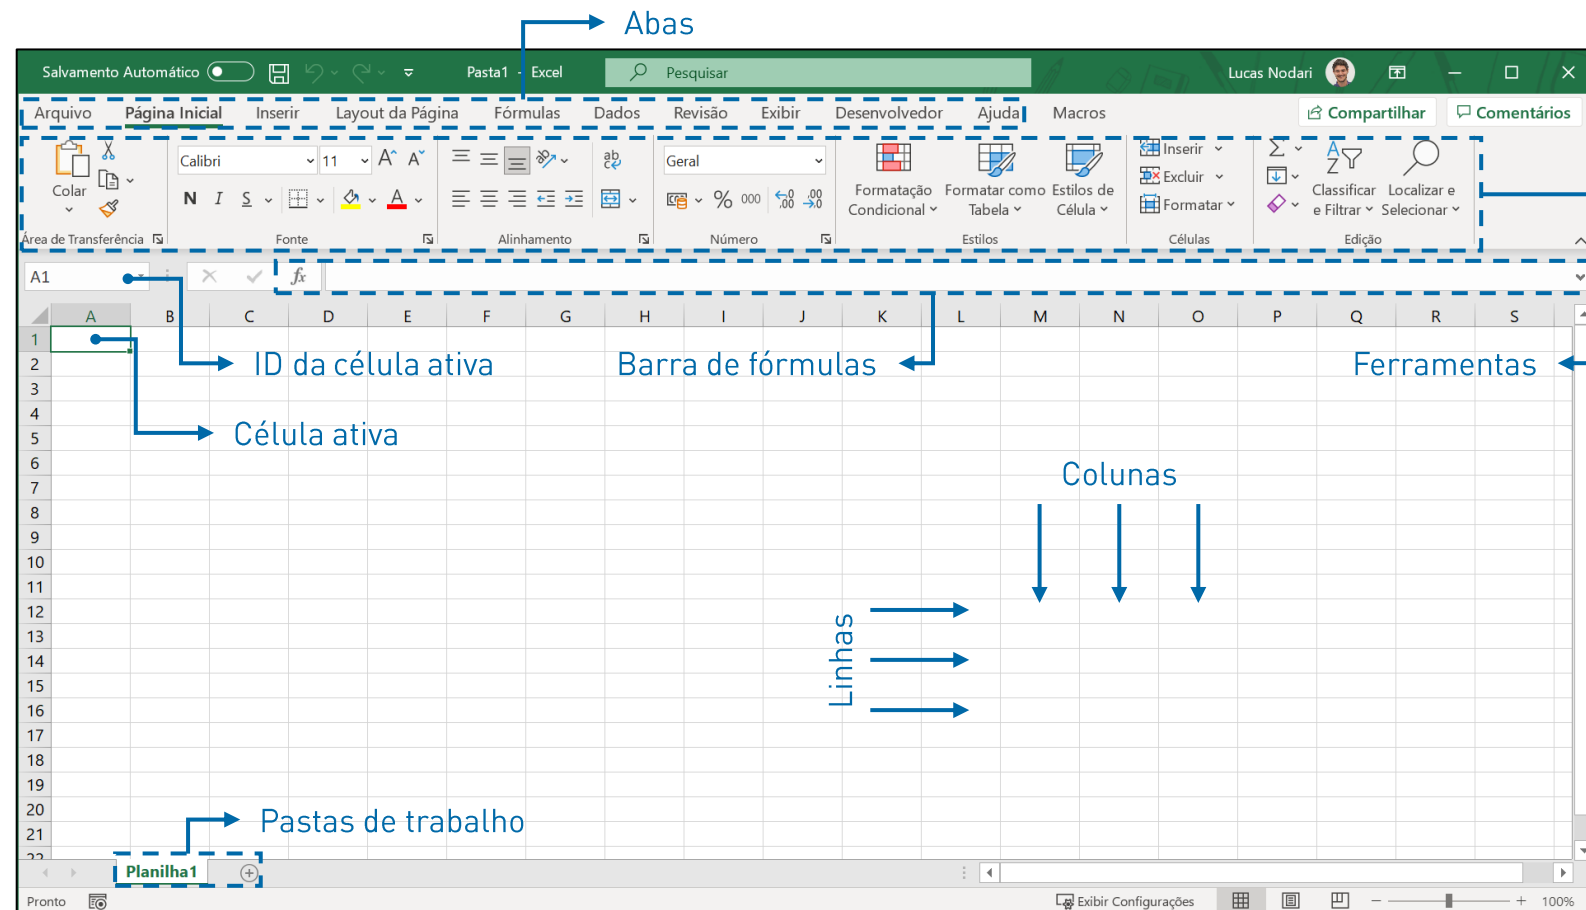 Abas
Salvamento Automático
Pasta1 - Excel
Pesquisar
Lucas Nodari
Arquivo Página Inicial Inserir Layout da Página Fórmulas Dados Revisão Exibir Desenvolvedor Ajuda Macros
Compartilhar Comentários
Colar
Calibri 11
N I S
ab
Geral
% 000
Formatação Condicional
Formatar como Tabela
Estilos de Célula
Inserir
Excluir
Formatar
Classificar e Filtrar
Localizar e Selecionar
Área de Transferência Fonte Alinhamento Número Estilos Células Edição
A1 fx
A B C D E F G H I J K L M N O P Q R S
1
2
3
4
5
6
7
8
9
10
11
12
13
14
15
16
17
18
19
20
21
22
ID da célula ativa
Barra de fórmulas
Ferramentas
Célula ativa
Colunas
Linhas
Pastas de trabalho
Planilha1
Pronto
Exibir Configurações
100%